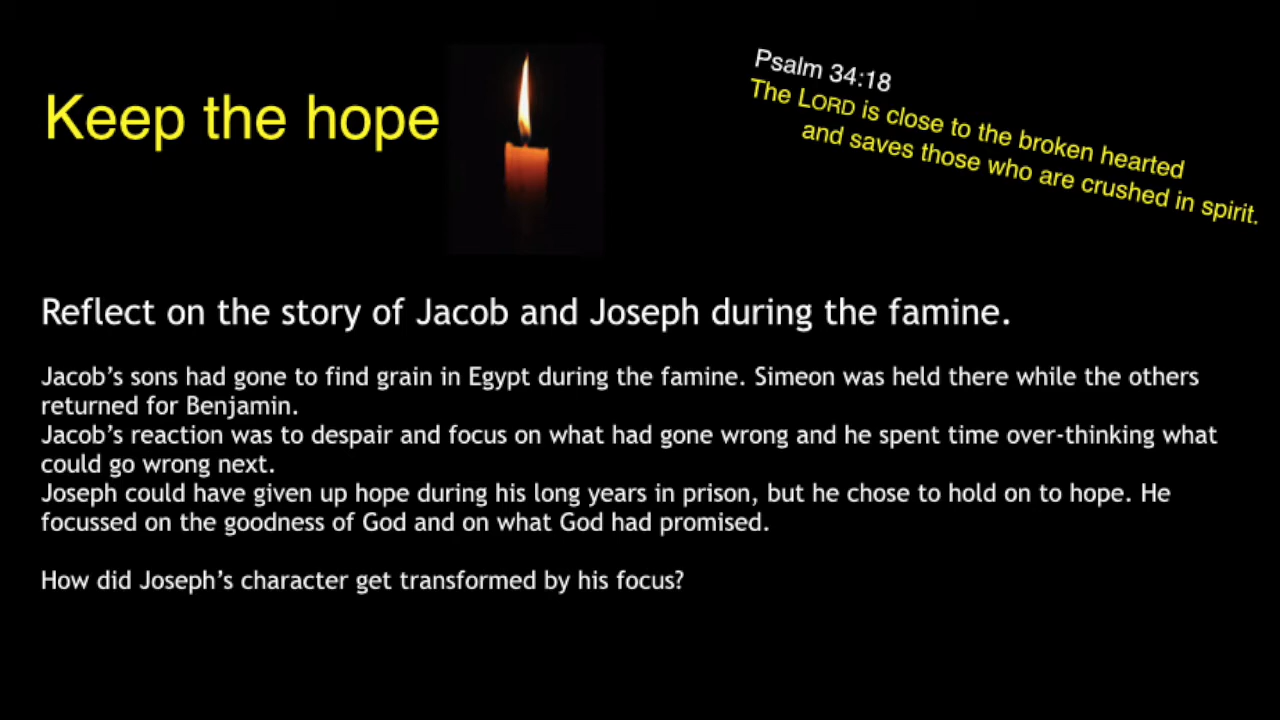 Keep the hope
Psalm 34:18
The LORD is close to the broken hearted
and saves those who are crushed in spirit.
Reflect on the story of Jacob and Joseph during the famine.
Jacob’s sons had gone to find grain in Egypt during the famine. Simeon was held there while the others
returned for Benjamin.
Jacob’s reaction was to despair and focus on what had gone wrong and he spent time over-thinking what
could go wrong next.
Joseph could have given up hope during his long years in prison, but he chose to hold on to hope. He
focussed on the goodness of God and on what God had promised.
How did Joseph’s character get transformed by his focus?